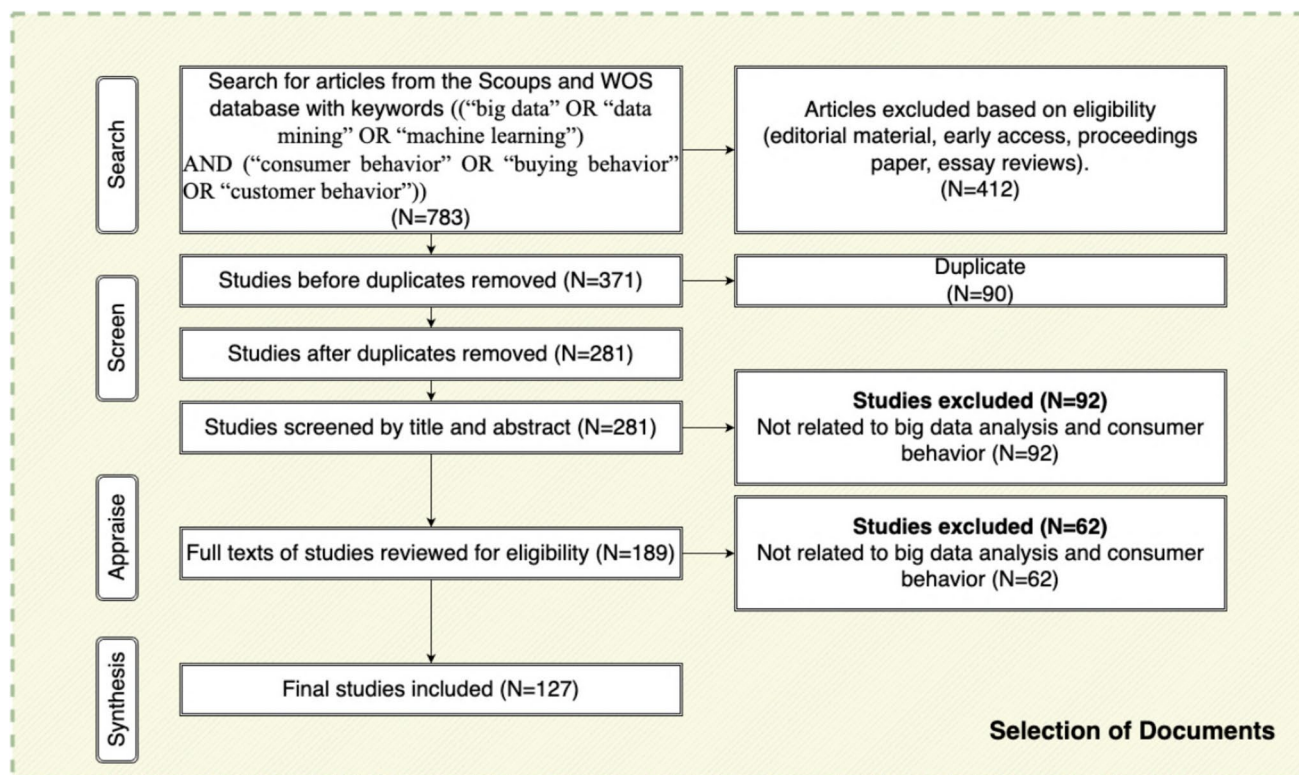 Search
Search for articles from the Scoups and WOS
database with keywords ((“big data” OR “data
mining” OR “machine learning”)
AND (“consumer behavior” OR “buying behavior”
OR “customer behavior”))
(N=783)
Articles excluded based on eligibility
(editorial material, early access, proceedings
paper, essay reviews).
(N=412)
Screen
Studies before duplicates removed (N=371)
Duplicate
(N=90)
Studies after duplicates removed (N=281)
Studies screened by title and abstract (N=281)
Studies excluded (N=92)
Not related to big data analysis and consumer
behavior (N=92)
Appraise
Full texts of studies reviewed for eligibility (N=189)
Studies excluded (N=62)
Not related to big data analysis and consumer
behavior (N=62)
Synthesis
Final studies included (N=127)
Selection of Documents